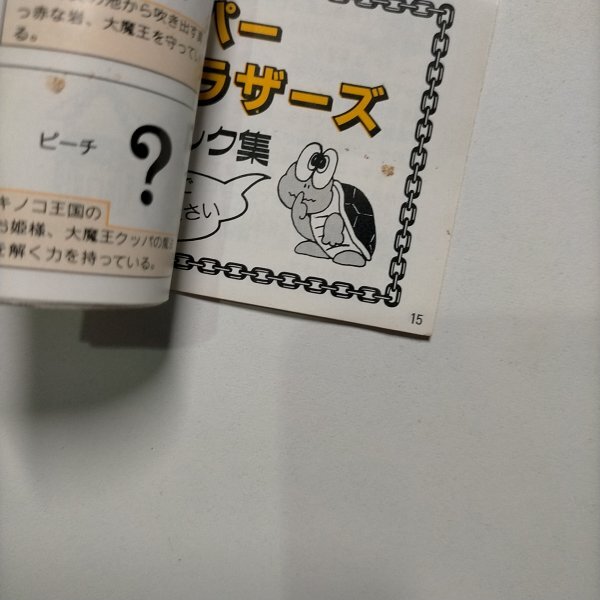 の池から吹き出す
っ赤な岩、大魔王を守って
る。
ピーチ
?
キノコ王国の
お姫様、大魔王クッパの魔
を解く力を持っている。
パー
ラザーズ
ック集
ご
さい
15